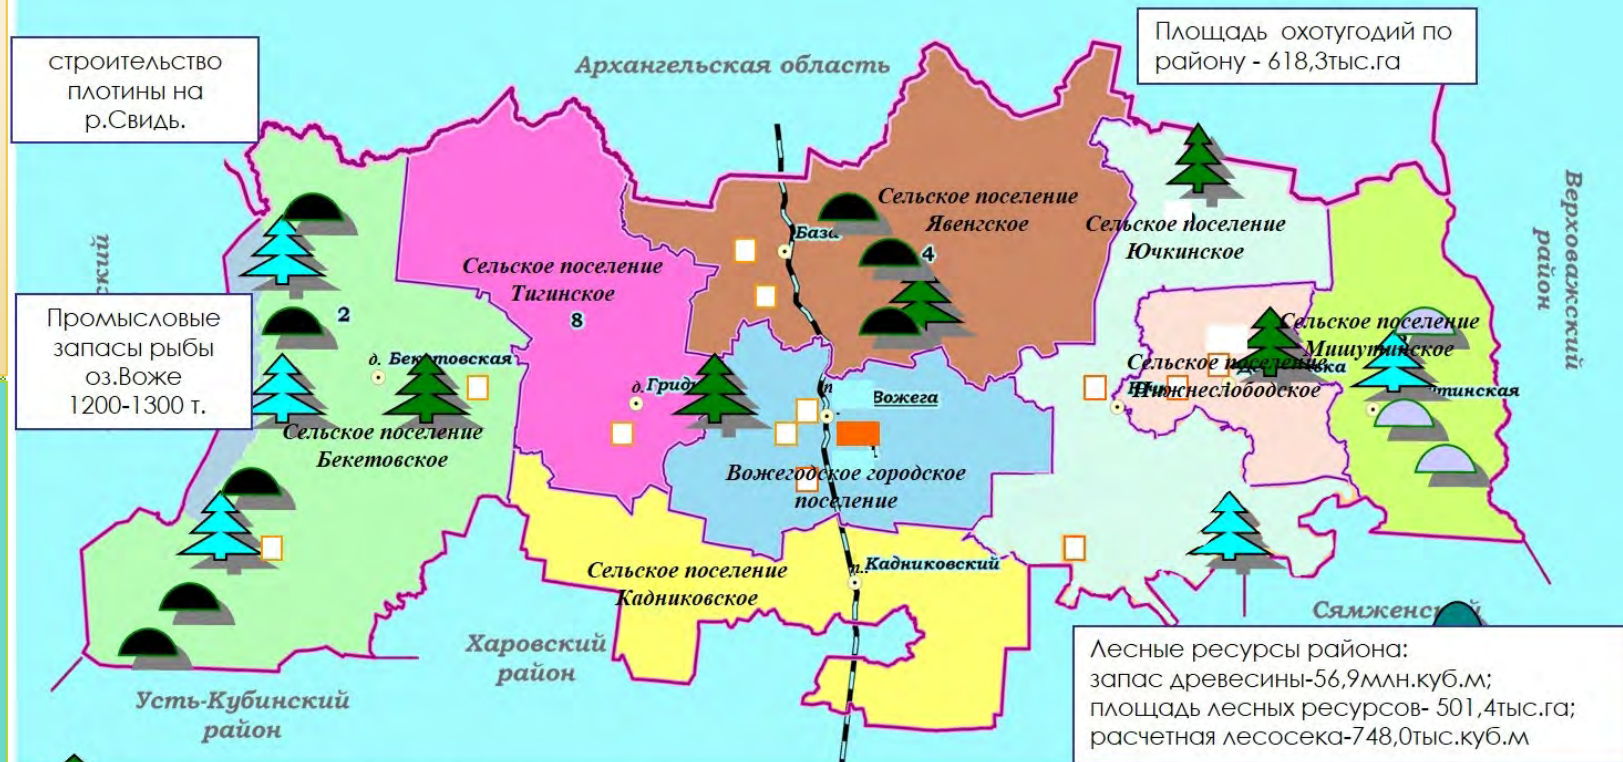 строительство
плотины на
р.Свидь.
Архангельская область
Площадь охотугодий по
району - 618,3тыс.га
Верховажский
район
Сельское поселение
Явенгское
4
База
Сельское поселение
Ючкинское
Сельское поселение
Тигинское
8
Промысловые
запасы рыбы
оз.Воже
1200-1300 т.
2
д. Бекетовская
Сельское поселение
Бекетовское
д.
Вожега
Сельское поселение
Мишутинское
Сельское поселение
Нижнеслободское
Вожегодское городское
поселение
Сельское поселение
Кадниковское
п. Кадниковский
Харовский
район
Усть-Кубинский
район
Лесные ресурсы района:
запас древесины-56,9млн.куб.м;
площадь лесных ресурсов- 501,4тыс.га;
расчетная лесосека-748,0тыс.куб.м